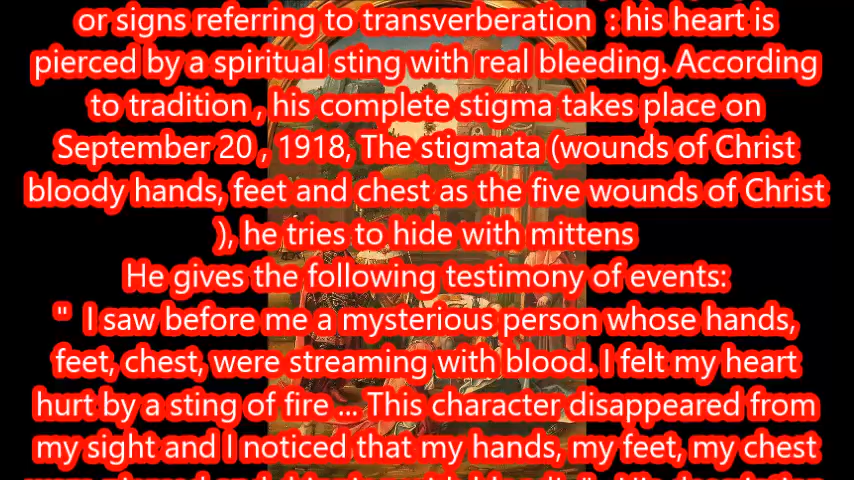 or signs referring to transverberation : his heart is
pierced by a spiritual sting with real bleeding. According
to tradition , his complete stigma takes place on
September 20 , 1918, The stigmata (wounds of Christ
bloody hands, feet and chest as the five wounds of Christ
), he tries to hide with mittens
He gives the following testimony of events:
" I saw before me a mysterious person whose hands,
feet, chest, were streaming with blood. I felt my heart
hurt by a sting of fire ... This character disappeared from
my sight and I noticed that my hands, my feet, my chest